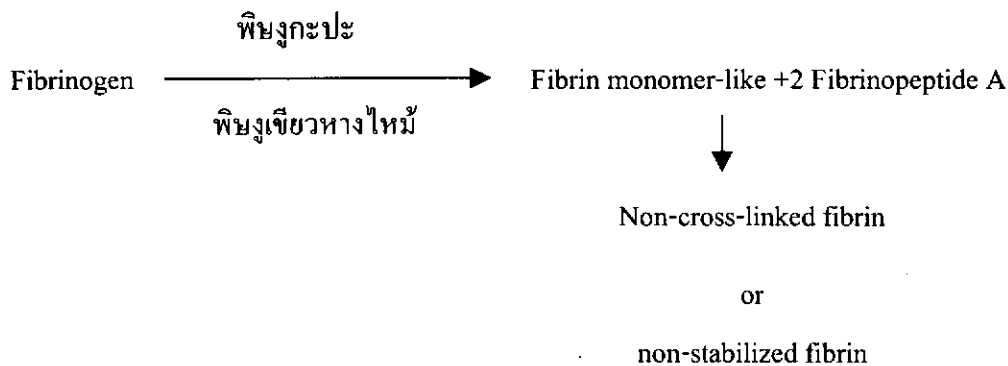 พิษงูกะปะ
Fibrinogen Fibrin monomer-like +2 Fibrinopeptide A
พิษงูเขียวหางไหม้
Non-cross-linked fibrin
or
non-stabilized fibrin